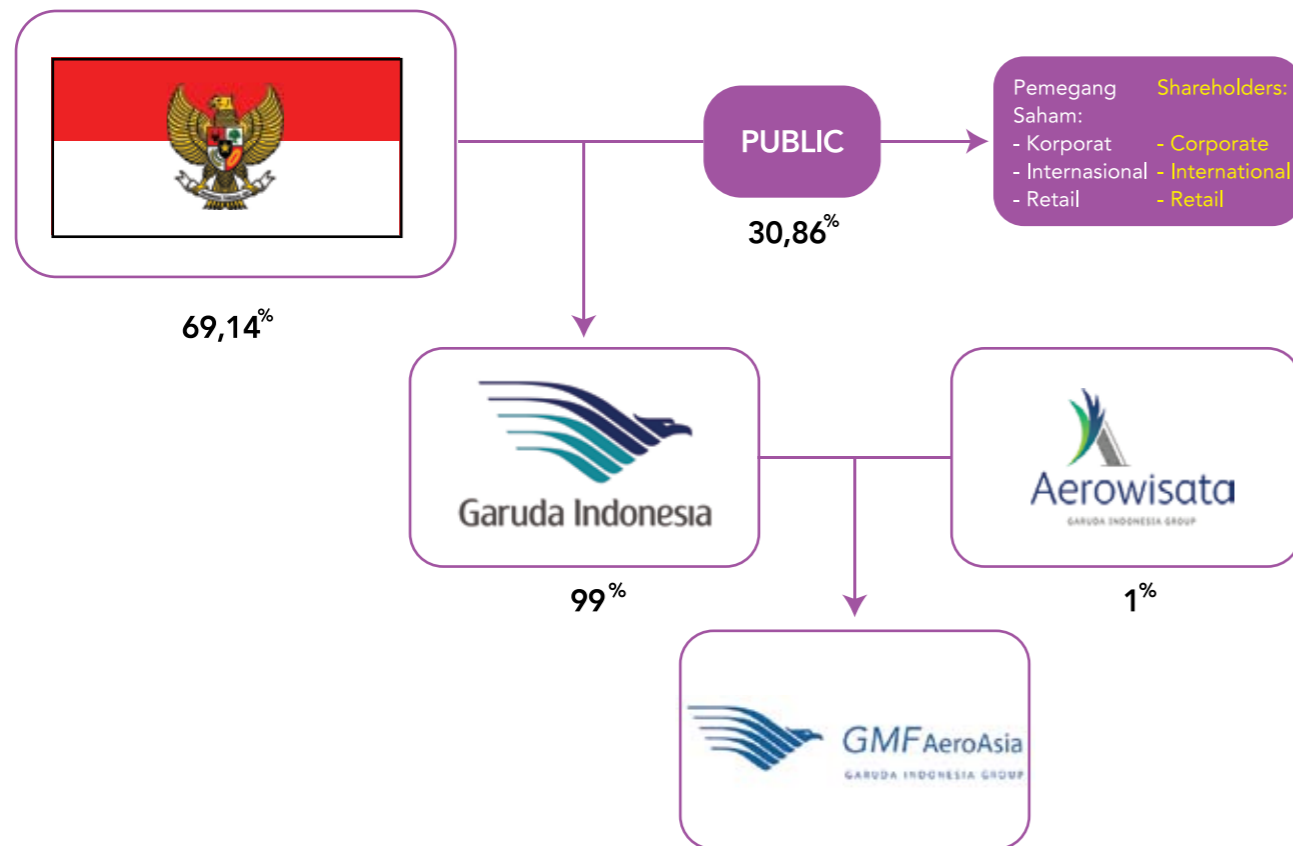 PUBLIC
30,86%
Pemegang Saham:
- Korporat
- Internasional
- Retail
Shareholders:
- Corporate
- International
- Retail
69,14%
Garuda Indonesia
99%
Aerowisata
GARUDA INDONESIA GROUP
1%
GMF AeroAsia
GARUDA INDONESIA GROUP